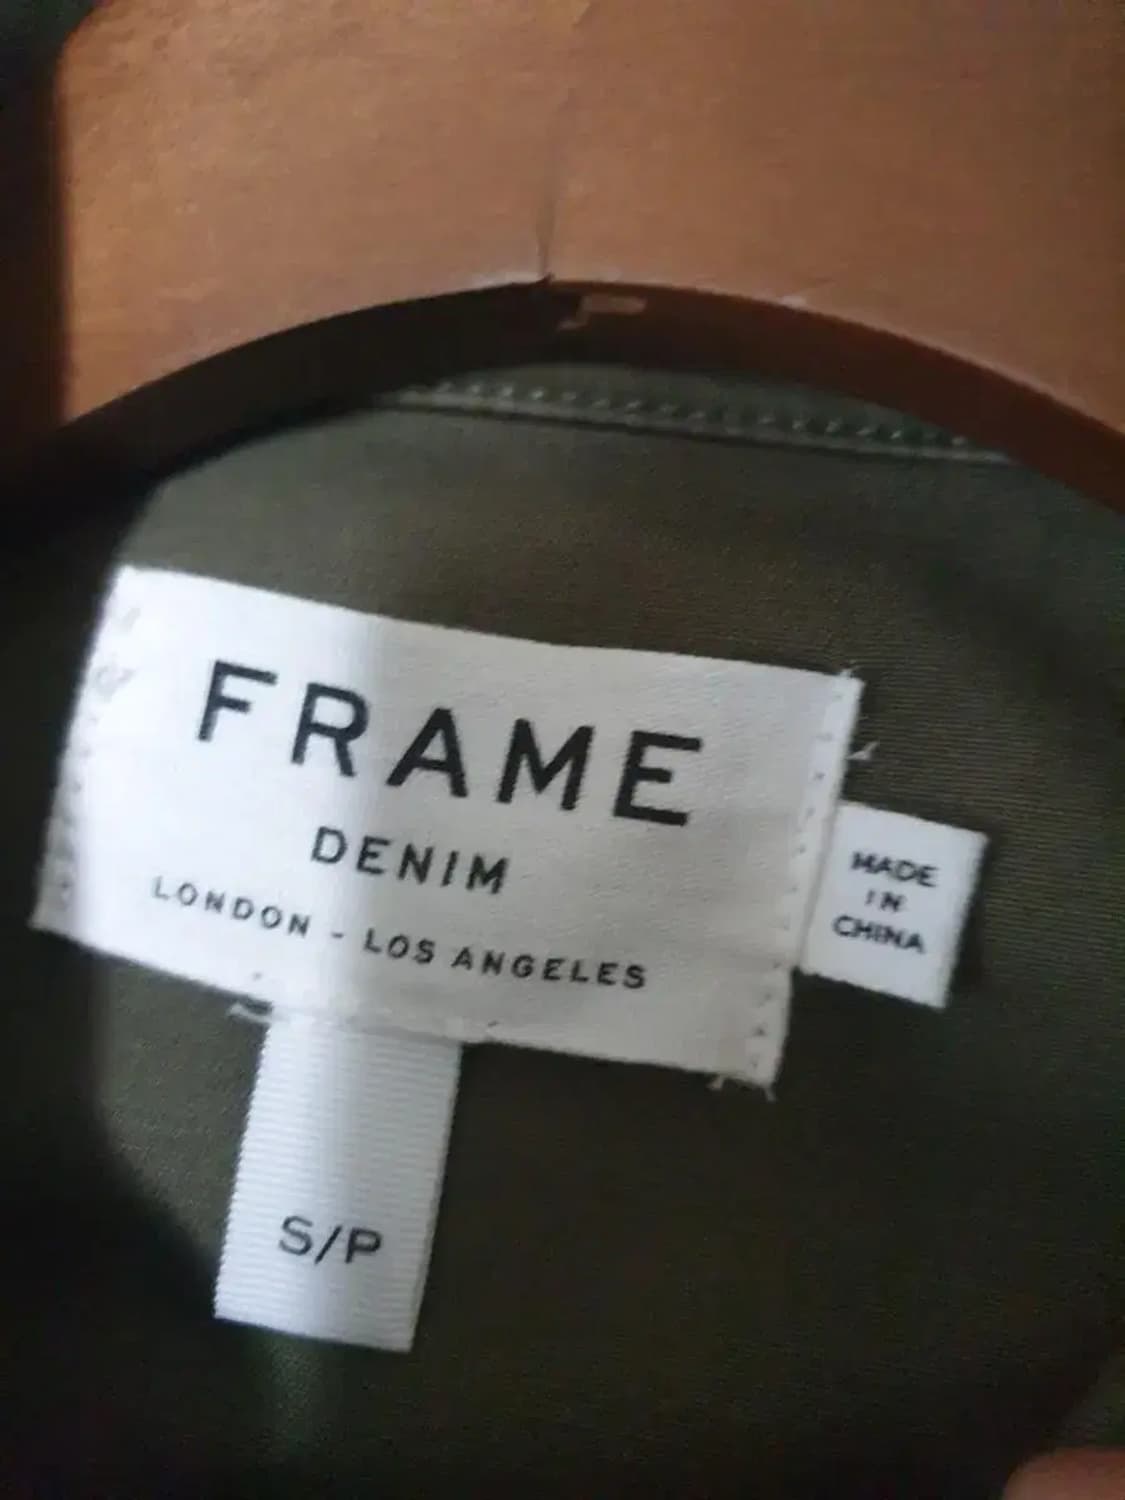 FRAME
DENIM
LONDON - LOS ANGELES
MADE
IN
CHINA
S/P